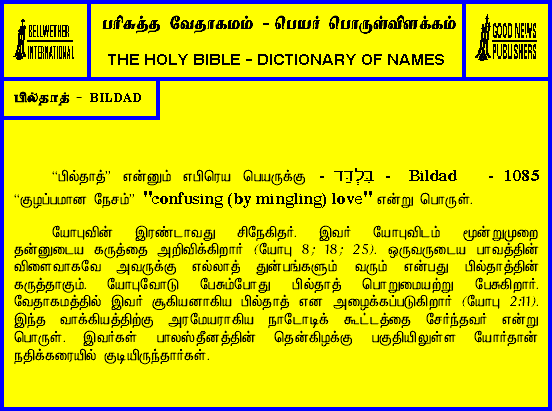 BELLWETHER
INTERNATIONAL
பரிசுத்த வேதாகமம் - பெயர் பொருள்விளக்கம்
THE HOLY BIBLE - DICTIONARY OF NAMES
GOOD NEWS
PUBLISHERS
பில்தாத் - BILDAD
“பில்தாத்” என்னும் எபிரெய பெயருக்கு - בִּלְדַּד - Bildad - 1085
“குழப்பமான நேசம்” "confusing (by mingling) love" என்று பொருள்.
யோபுவின் இரண்டாவது சிநேகிதர். இவர் யோபுவிடம் மூன்றுமுறை
தன்னுடைய கருத்தை அறிவிக்கிறார் (யோபு 8; 18; 25). ஒருவருடைய பாவத்தின்
விளைவாகவே அவருக்கு எல்லாத் துன்பங்களும் வரும் என்பது பில்தாத்தின்
கருத்தாகும். யோபுவோடு பேசும்போது பில்தாத் பொறுமையற்று பேசுகிறார்.
வேதாகமத்தில் இவர் சூகியனாகிய பில்தாத் என அழைக்கப்படுகிறார் (யோபு 2:11).
இந்த வாக்கியத்திற்கு அரமேயராகிய நாடோடிக் கூட்டத்தை சேர்ந்தவர் என்று
பொருள். இவர்கள் பாலஸ்தீனத்தின் தென்கிழக்கு பகுதியிலுள்ள யோர்தான்
நதிக்கரையில் குடியிருந்தார்கள்.